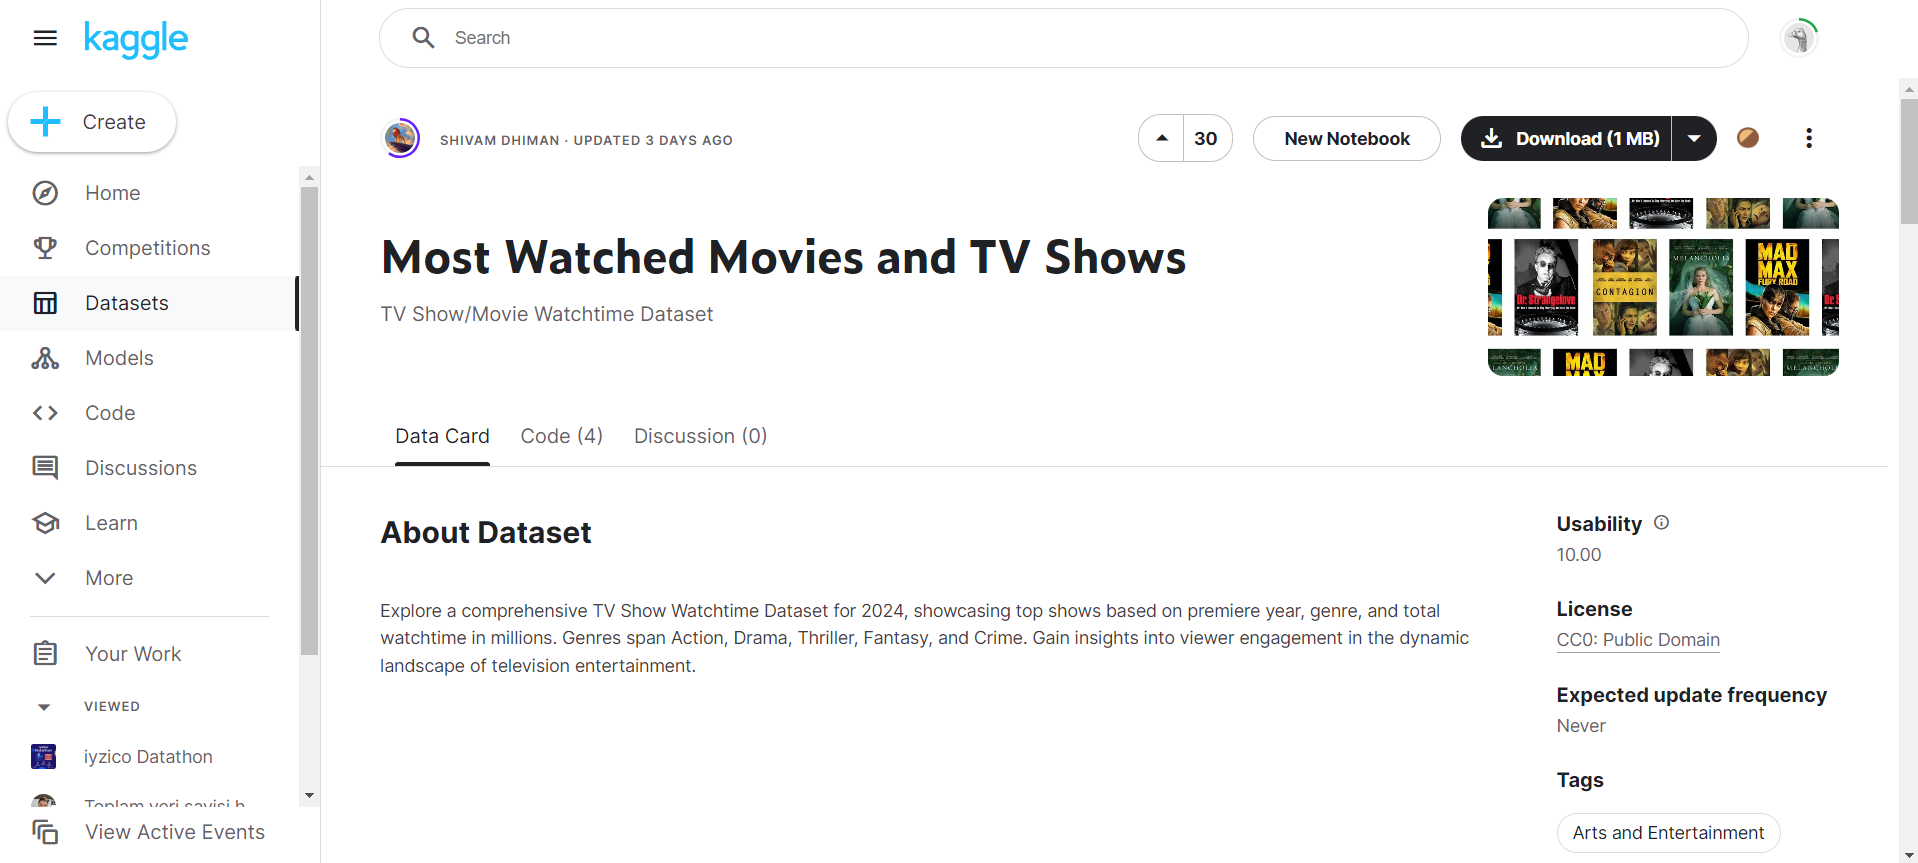 kaggle
Search
Create
Home
Competitions
Datasets
Models
Code
Discussions
Learn
More
Your Work
VIEWED
iyzico Datathon
Toplam veri sayisi h
View Active Events
SHIVAM DHIMAN · UPDATED 3 DAYS AGO
30
New Notebook
Download (1 MB)
Most Watched Movies and TV Shows
TV Show/Movie Watchtime Dataset
Dr. Strangelove
CONTAGION
MELANCHOLIA
MAD MAX
FURY ROAD
MAD
MAX
Data Card
Code (4)
Discussion (0)
About Dataset
Explore a comprehensive TV Show Watchtime Dataset for 2024, showcasing top shows based on premiere year, genre, and total
watchtime in millions. Genres span Action, Drama, Thriller, Fantasy, and Crime. Gain insights into viewer engagement in the dynamic
landscape of television entertainment.
Usability
10.00
License
CC0: Public Domain
Expected update frequency
Never
Tags
Arts and Entertainment